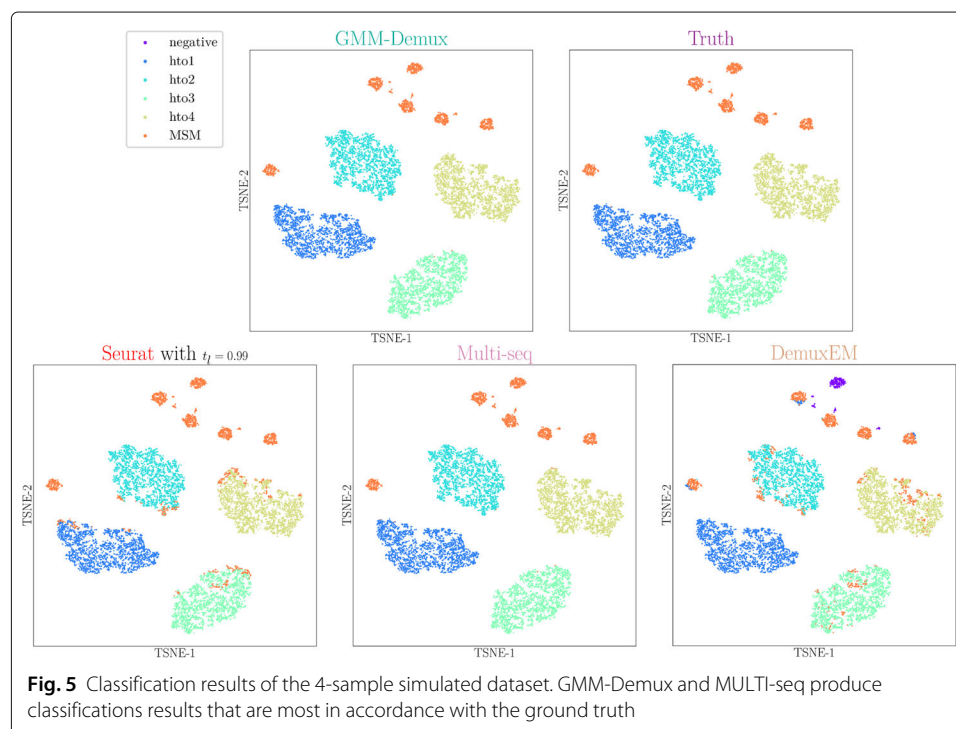 negative
hto1
hto2
hto3
hto4
MSM
GMM-Demux
TSNE-2
TSNE-1
Truth
TSNE-2
TSNE-1
Seurat with t_l = 0.99
TSNE-2
TSNE-1
Multi-seq
TSNE-2
TSNE-1
DemuxEM
TSNE-2
TSNE-1
Fig. 5 Classification results of the 4-sample simulated dataset. GMM-Demux and MULTI-seq produce
classifications results that are most in accordance with the ground truth